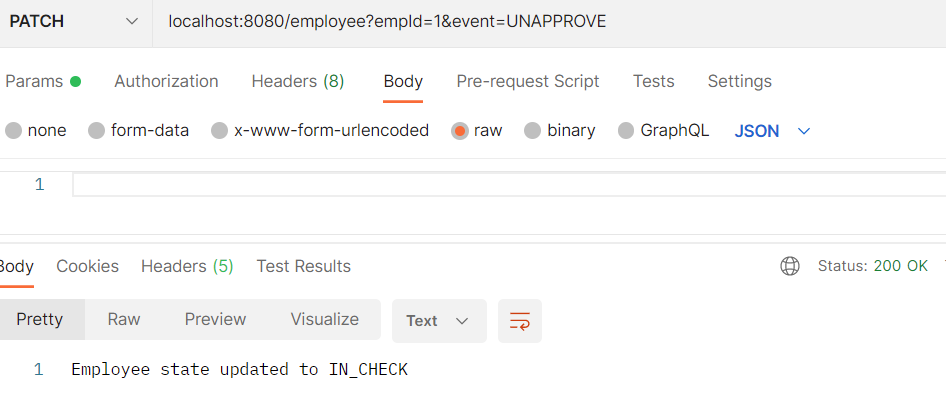 PATCH localhost:8080/employee?empId=1&event=UNAPPROVE
Params Authorization Headers (8) Body Pre-request Script Tests Settings
none form-data x-www-form-urlencoded raw binary GraphQL JSON
1
Body Cookies Headers (5) Test Results Status: 200 OK
Pretty Raw Preview Visualize Text
1 Employee state updated to IN_CHECK